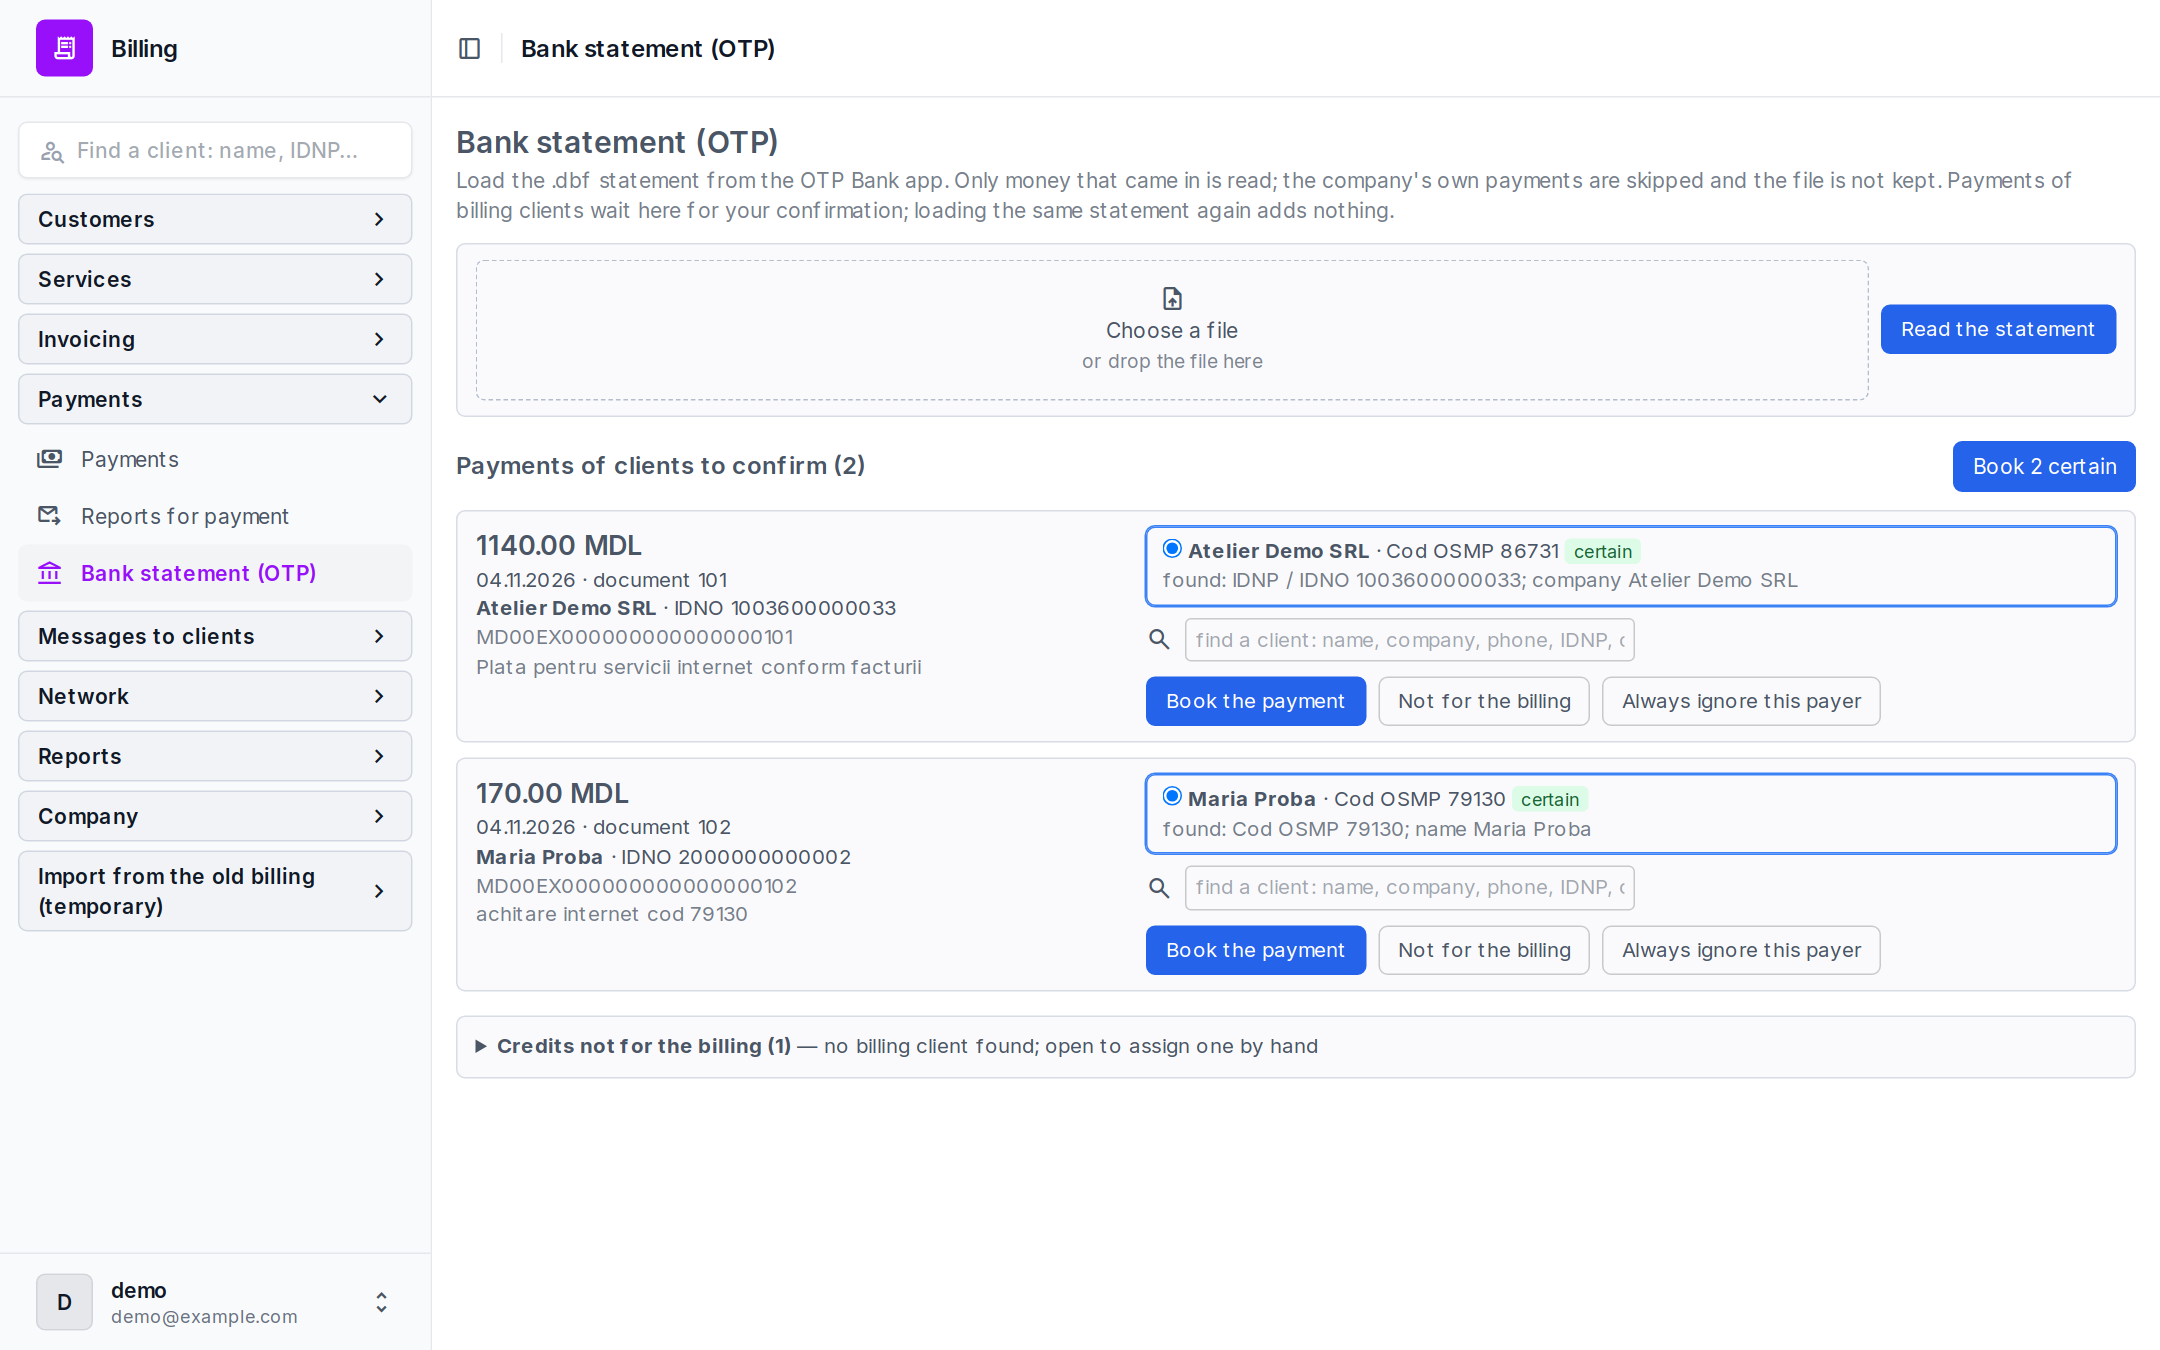 Billing
Find a client: name, IDNP...
Customers
Services
Invoicing
Payments
Payments
Reports for payment
Bank statement (OTP)
Messages to clients
Network
Reports
Company
Import from the old billing
(temporary)
D
demo
demo@example.com
Bank statement (OTP)
Bank statement (OTP)
Load the .dbf statement from the OTP Bank app. Only money that came in is read; the company's own payments are skipped and the file is not kept. Payments of
billing clients wait here for your confirmation; loading the same statement again adds nothing.
Choose a file
or drop the file here
Read the statement
Payments of clients to confirm (2)
Book 2 certain
1140.00 MDL
04.11.2026 · document 101
Atelier Demo SRL · IDNO 1003600000033
MD00EX000000000000000101
Plata pentru servicii internet conform facturii
Atelier Demo SRL · Cod OSMP 86731 certain
found: IDNP / IDNO 1003600000033; company Atelier Demo SRL
find a client: name, company, phone, IDNP,
Book the payment
Not for the billing
Always ignore this payer
170.00 MDL
04.11.2026 · document 102
Maria Proba · IDNO 2000000000002
MD00EX000000000000000102
achitare internet cod 79130
Maria Proba · Cod OSMP 79130 certain
found: Cod OSMP 79130; name Maria Proba
find a client: name, company, phone, IDNP,
Book the payment
Not for the billing
Always ignore this payer
Credits not for the billing (1) — no billing client found; open to assign one by hand